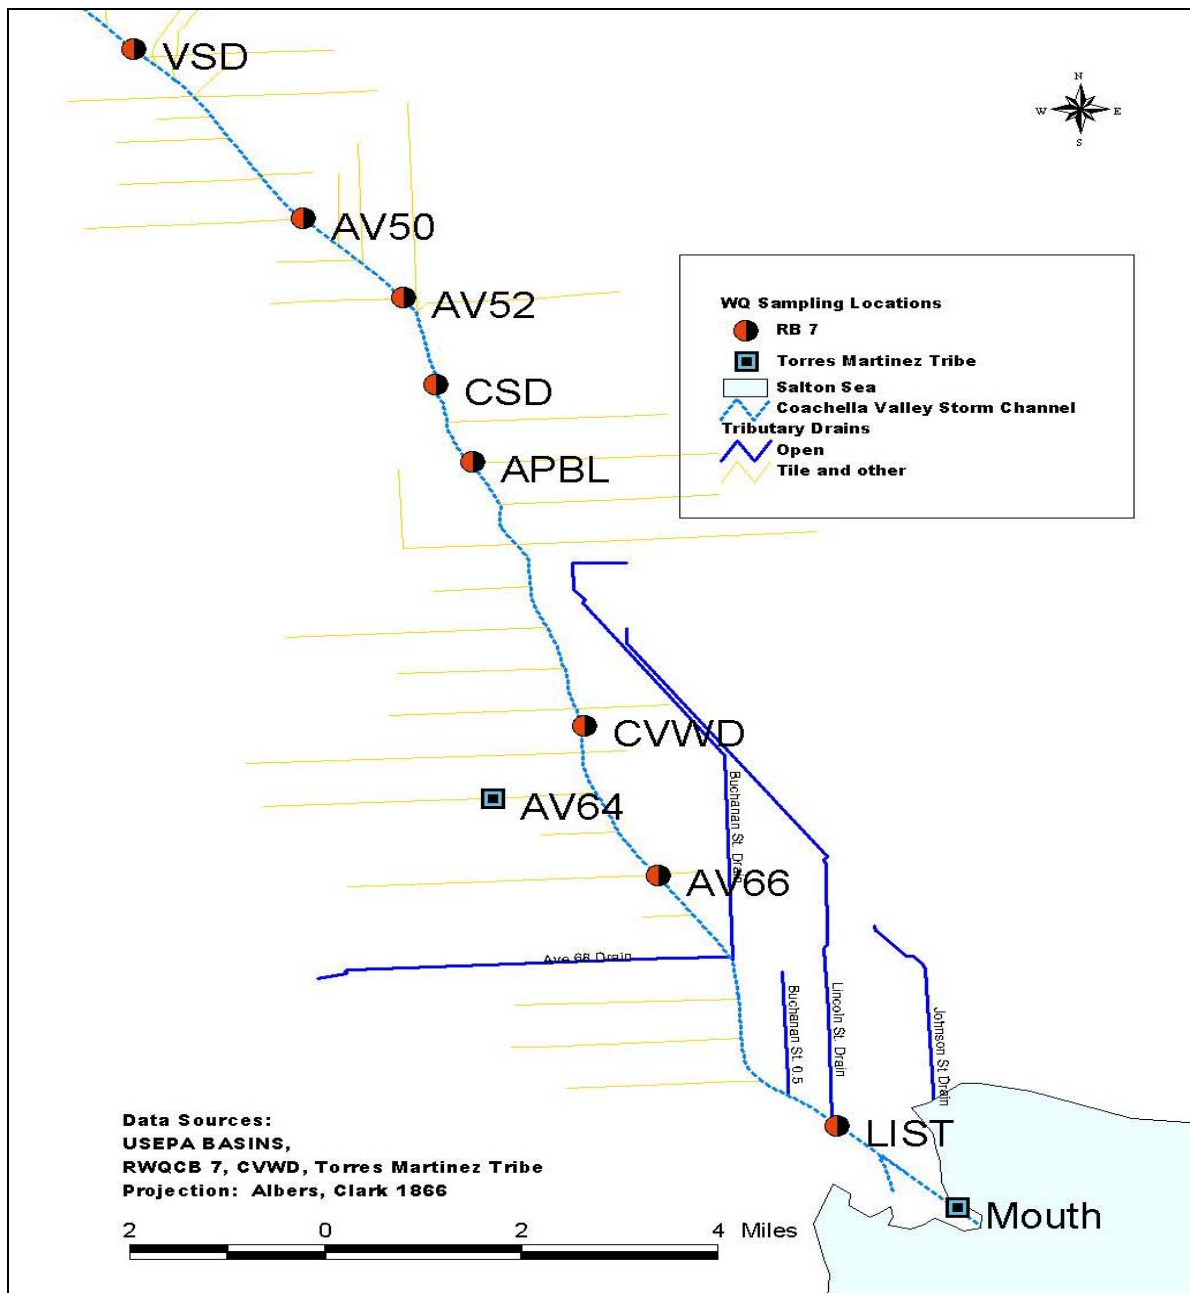 VSD
N
W E
S
AV50
AV52
CSD
APBL
WQ Sampling Locations
RB 7
Torres Martinez Tribe
Salton Sea
Coachella Valley Storm Channel
Tributary Drains
Open
Tile and other
CVWD
AV64
Buchanan St. Drain
AV66
Ave 68 Drain
Buchanan St. 0.5
Lincoln St. Drain
Johnson St Drain
LIST
Mouth
Data Sources:
USEPA BASINS,
RWQCB 7, CVWD, Torres Martinez Tribe
Projection: Albers, Clark 1866
2 0 2 4 Miles